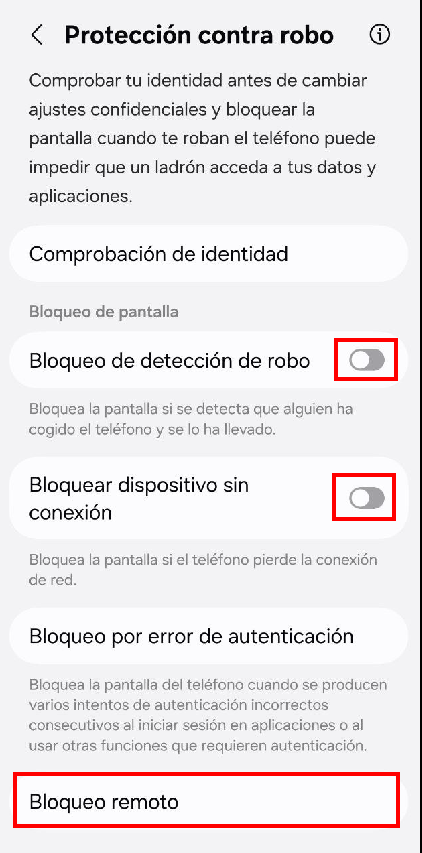 Protección contra robo
Comprobar tu identidad antes de cambiar
ajustes confidenciales y bloquear la
pantalla cuando te roban el teléfono puede
impedir que un ladrón acceda a tus datos y
aplicaciones.
Comprobación de identidad
Bloqueo de pantalla
Bloqueo de detección de robo
Bloquea la pantalla si se detecta que alguien ha
cogido el teléfono y se lo ha llevado.
Bloquear dispositivo sin
conexión
Bloquea la pantalla si el teléfono pierde la conexión
de red.
Bloqueo por error de autenticación
Bloquea la pantalla del teléfono cuando se producen
varios intentos de autenticación incorrectos
consecutivos al iniciar sesión en aplicaciones o al
usar otras funciones que requieren autenticación.
Bloqueo remoto